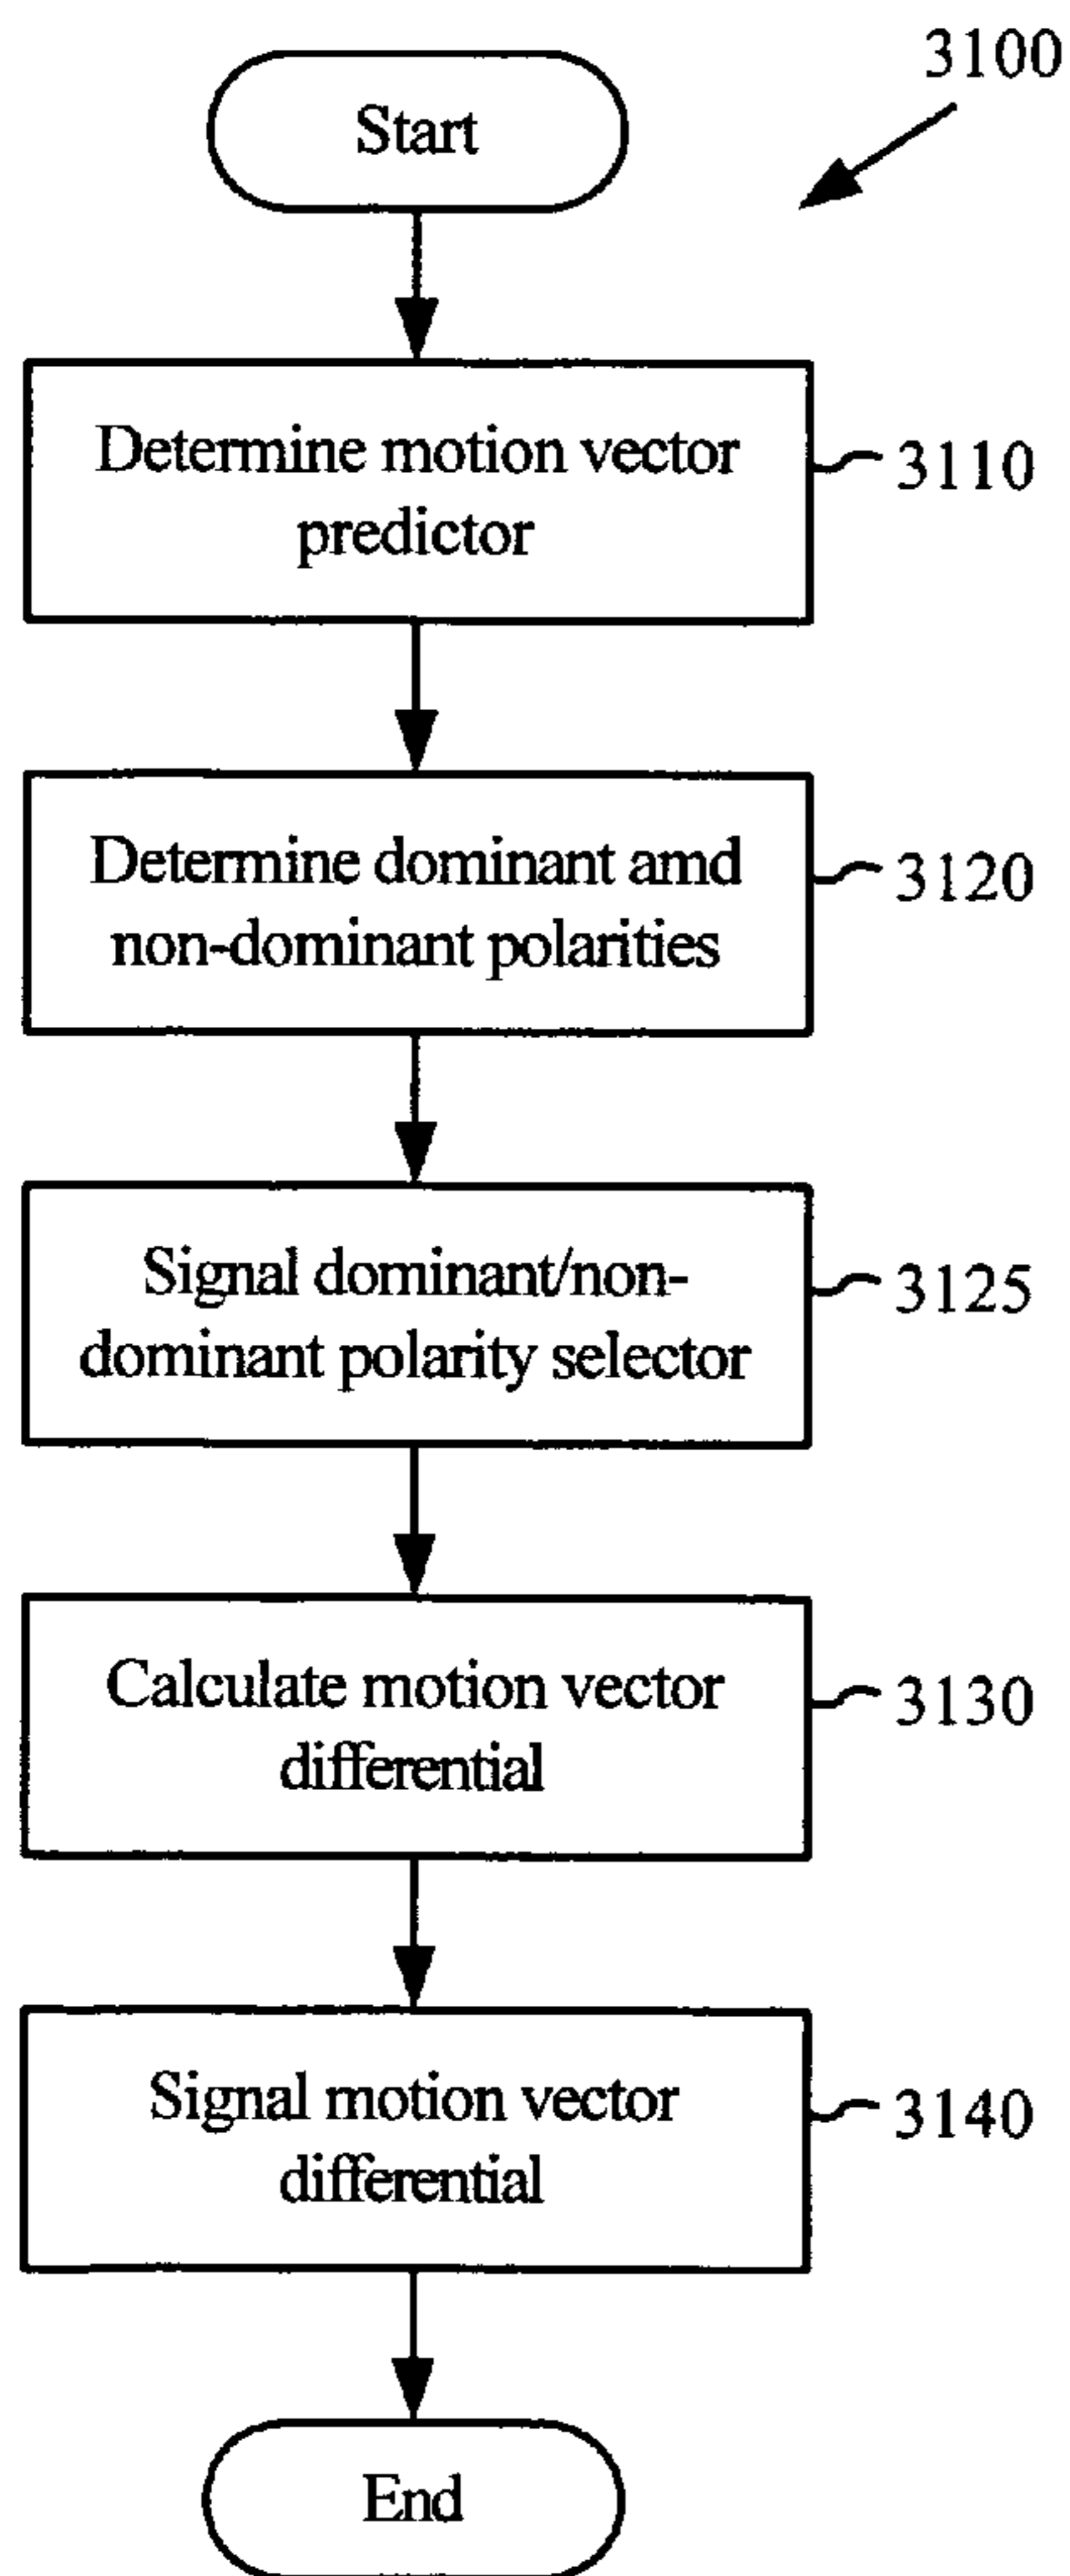 3100
Start
Determine motion vector
predictor
3110
Determine dominant amd
non-dominant polarities
3120
Signal dominant/non-
dominant polarity selector
3125
Calculate motion vector
differential
3130
Signal motion vector
differential
3140
End